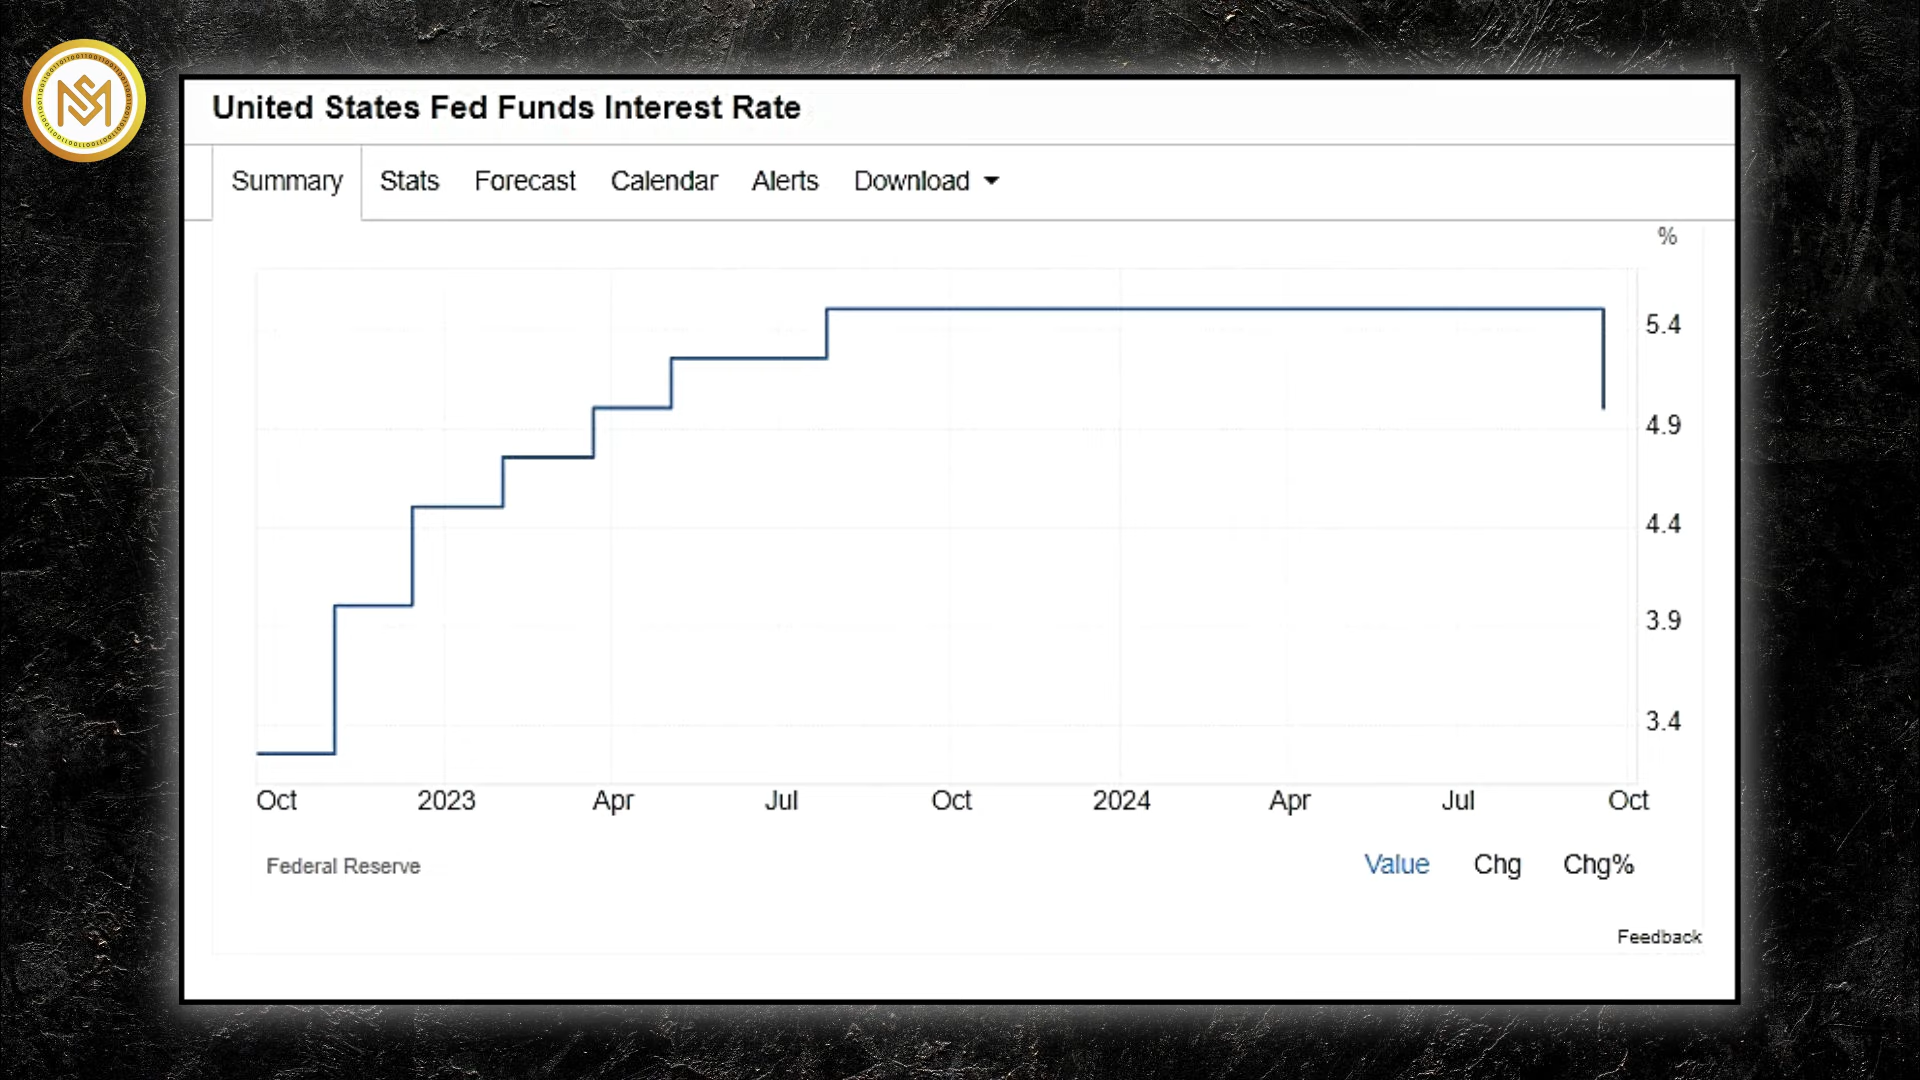 United States Fed Funds Interest Rate
Summary Stats Forecast Calendar Alerts Download
%
5.4
4.9
4.4
3.9
3.4
Oct 2023 Apr Jul Oct 2024 Apr Jul Oct
Federal Reserve
Value Chg Chg%
Feedback